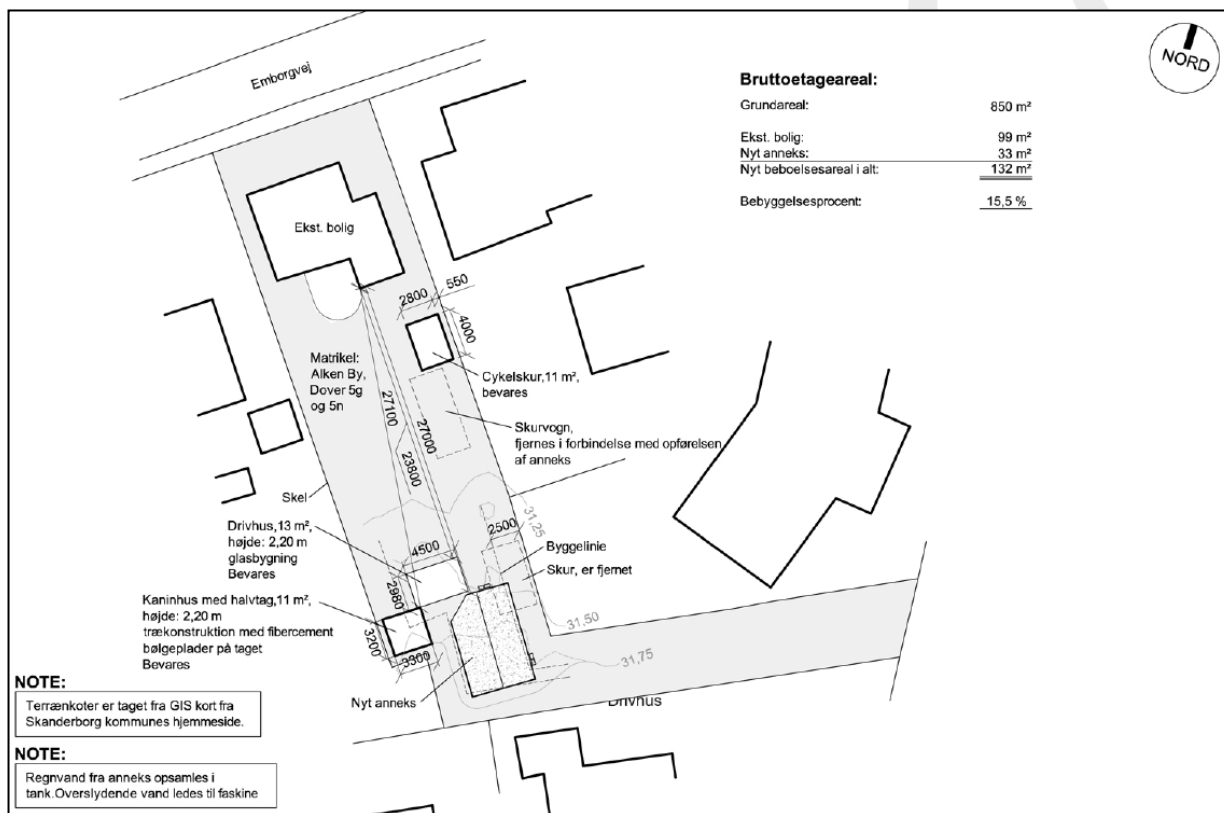 Emborgvej
NORD
Bruttoetageareal:
Grundareal: 850 m²
Ekst. bolig: 99 m²
Nyt anneks: 33 m²
Nyt beboelsesareal i alt: 132 m²
Bebyggelsesprocent: 15,5 %
Ekst. bolig
2800
550
4000
Matrikel:
Alken By,
Dover 5g
og 5n
Cykelskur,11 m²,
bevares
27100
27000
23800
Skurvogn,
fjernes i forbindelse med opførelsen
af anneks
Skel
31,25
Drivhus,13 m²,
højde: 2,20 m
glasbygning
Bevares
4500
2500
Byggelinie
Skur, er fjernet
2980
Kaninhus med halvtag,11 m²,
højde: 2,20 m
trækonstruktion med fibercement
bølgeplader på taget
Bevares
3200
3300
31,50
31,75
Nyt anneks
Drivhus
NOTE:
Terrænkoter er taget fra GIS kort fra
Skanderborg kommunes hjemmeside.
NOTE:
Regnvand fra anneks opsamles i
tank.Overslydende vand ledes til faskine